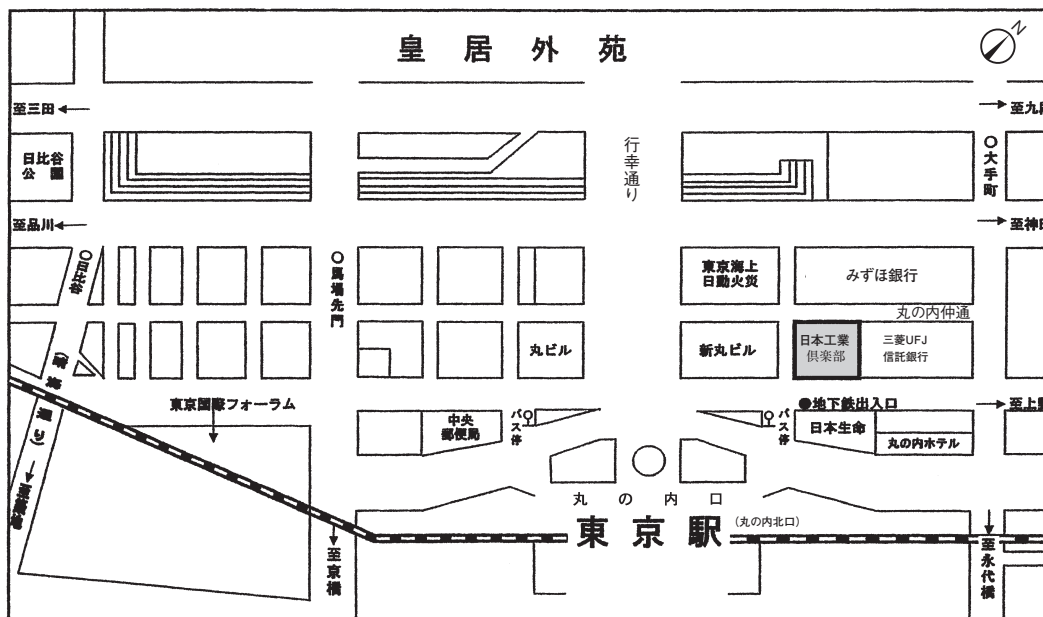 皇居外苑
N
至三田
日比谷
公園
行幸通り
大手町
至品川
日比谷
馬場先門
東京海上
日動火災
みずほ銀行
丸の内仲通
丸ビル
新丸ビル
日本工業
倶楽部
三菱UFJ
信託銀行
東京国際フォーラム
中央
郵便局
バス停
バス停
●地下鉄出入口
至上野
日本生命
丸の内ホテル
丸の内口
東京駅
(丸の内北口)
至京橋
至永代橋